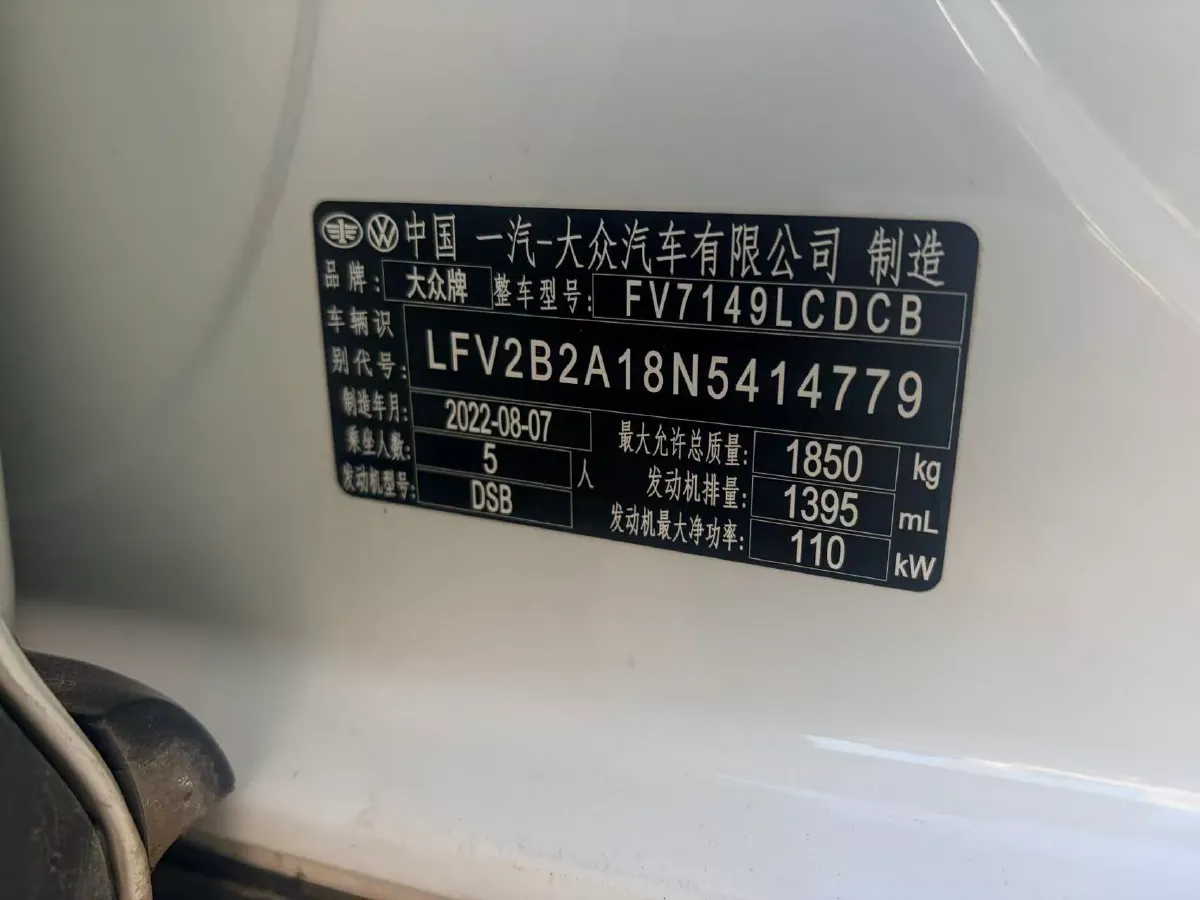 中国 一汽-大众汽车有限公司 制造
品牌: 大众牌 整车型号: FV7149LCDCB
车辆识别代号: LFV2B2A18N5414779
制造年月: 2022-08-07 最大允许总质量: 1850 kg
乘坐人数: 5 人 发动机排量: 1395 mL
发动机型号: DSB 发动机最大净功率: 110 kW